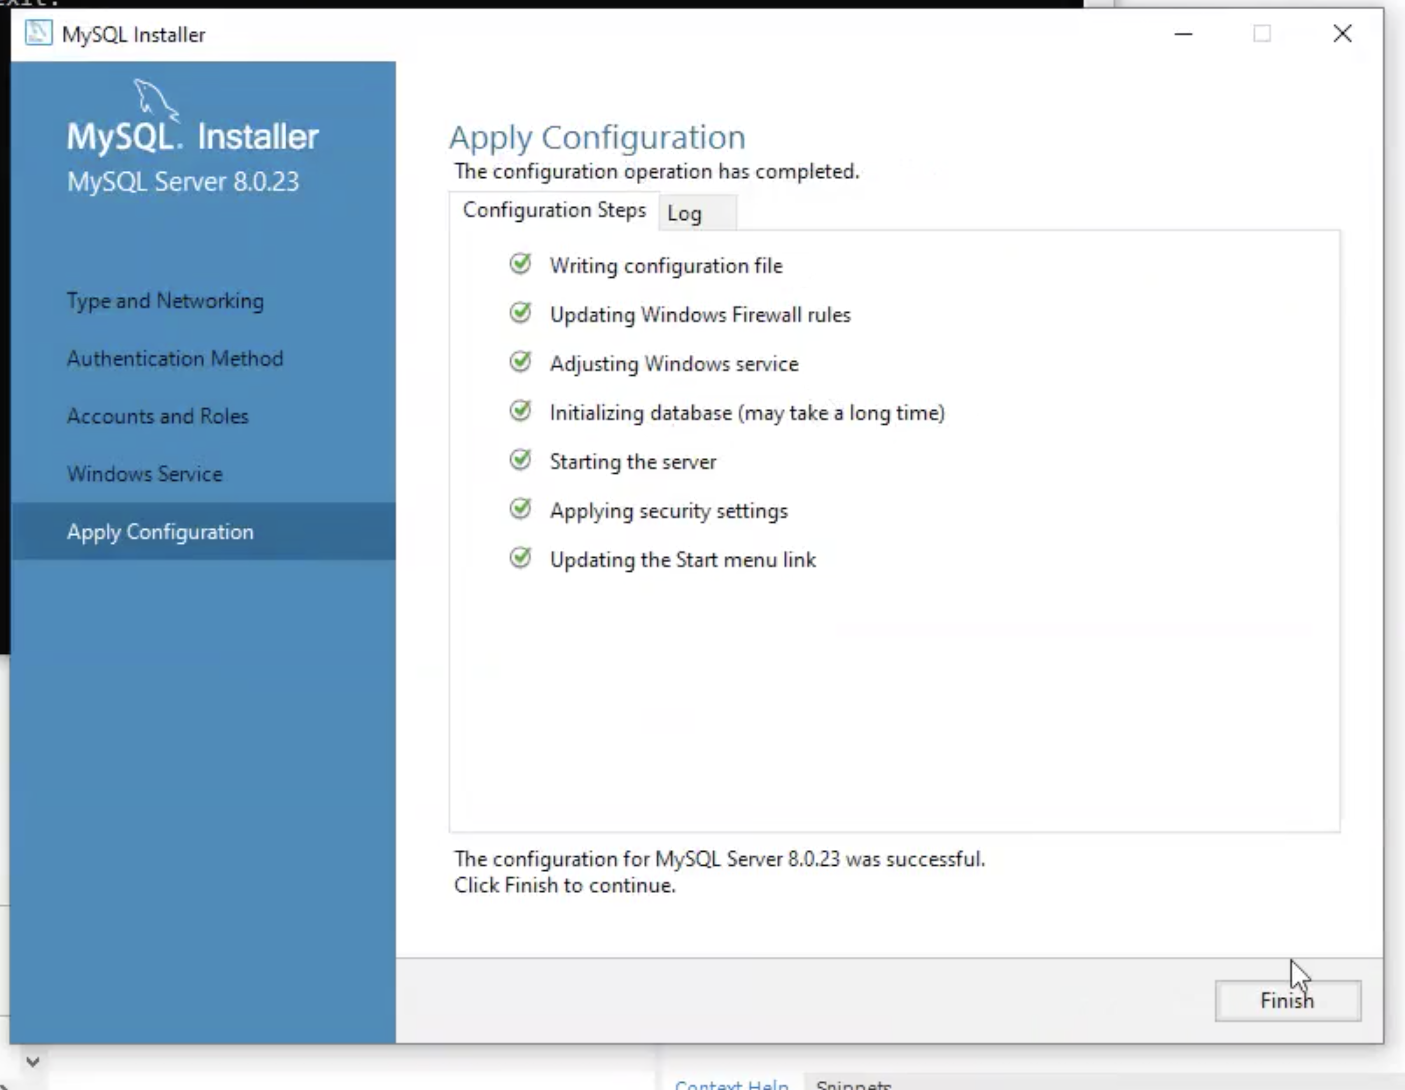 MySQL Installer
MySQL. Installer
MySQL Server 8.0.23
Type and Networking
Authentication Method
Accounts and Roles
Windows Service
Apply Configuration
Apply Configuration
The configuration operation has completed.
Configuration Steps
Log
Writing configuration file
Updating Windows Firewall rules
Adjusting Windows service
Initializing database (may take a long time)
Starting the server
Applying security settings
Updating the Start menu link
The configuration for MySQL Server 8.0.23 was successful.
Click Finish to continue.
Finish
Context Help
Snippets